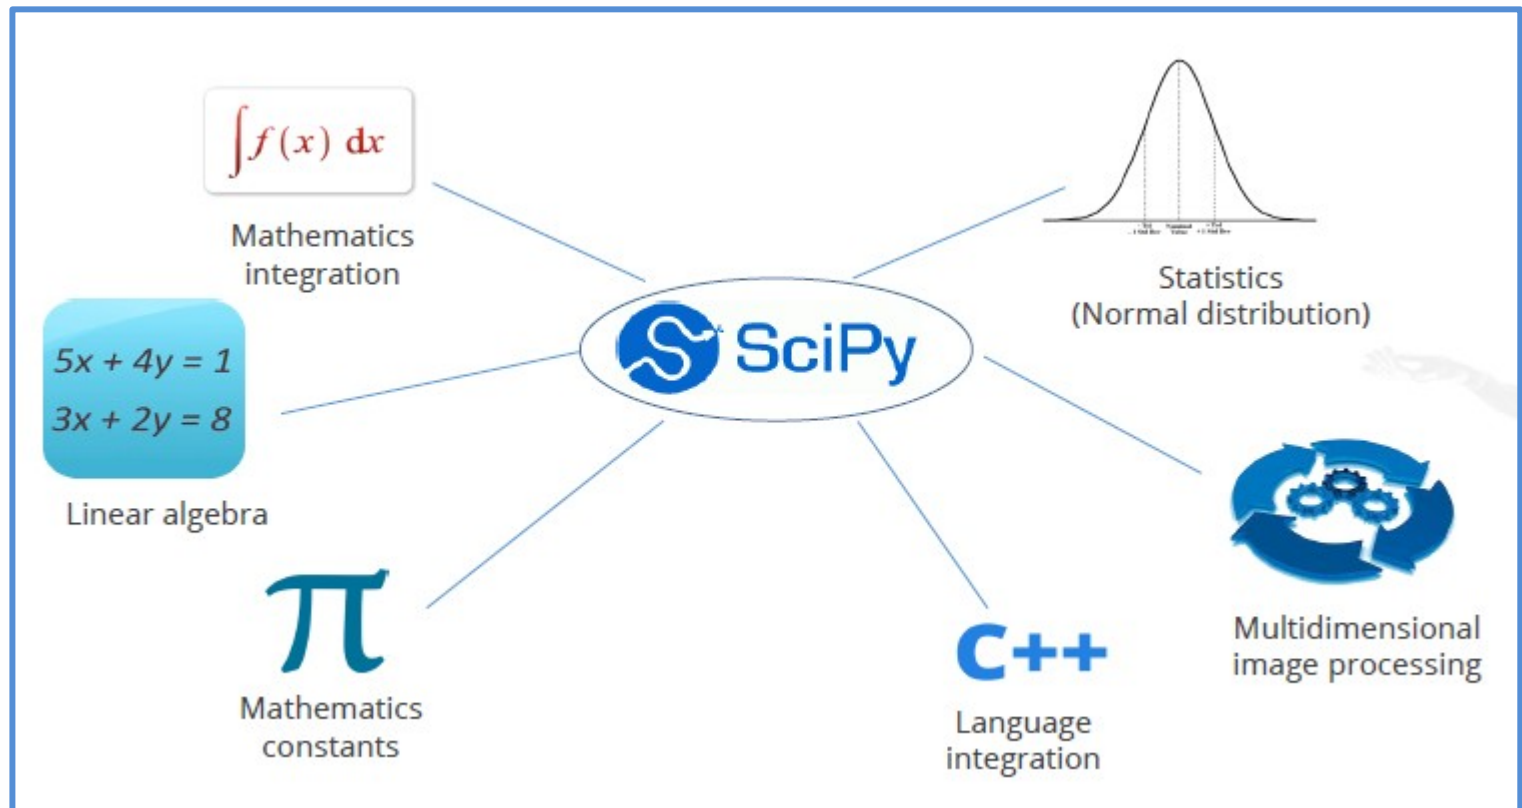 ∫f(x) dx
Mathematics
integration
Statistics
(Normal distribution)
SciPy
5x + 4y = 1
3x + 2y = 8
Linear algebra
π
Mathematics
constants
C++
Language
integration
Multidimensional
image processing